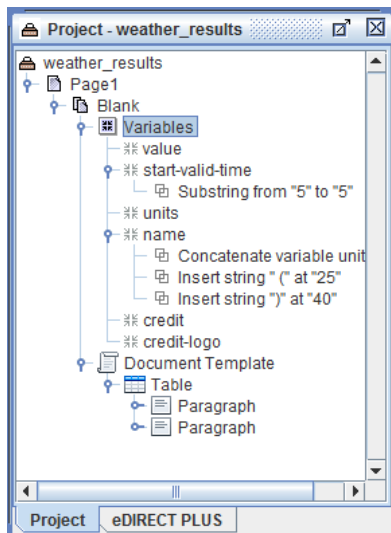 Project - weather_results
weather_results
Page1
Blank
Variables
value
start-valid-time
Substring from "5" to "5"
units
name
Concatenate variable unit
Insert string " (" at "25"
Insert string ")" at "40"
credit
credit-logo
Document Template
Table
Paragraph
Paragraph
Project eDIRECT PLUS